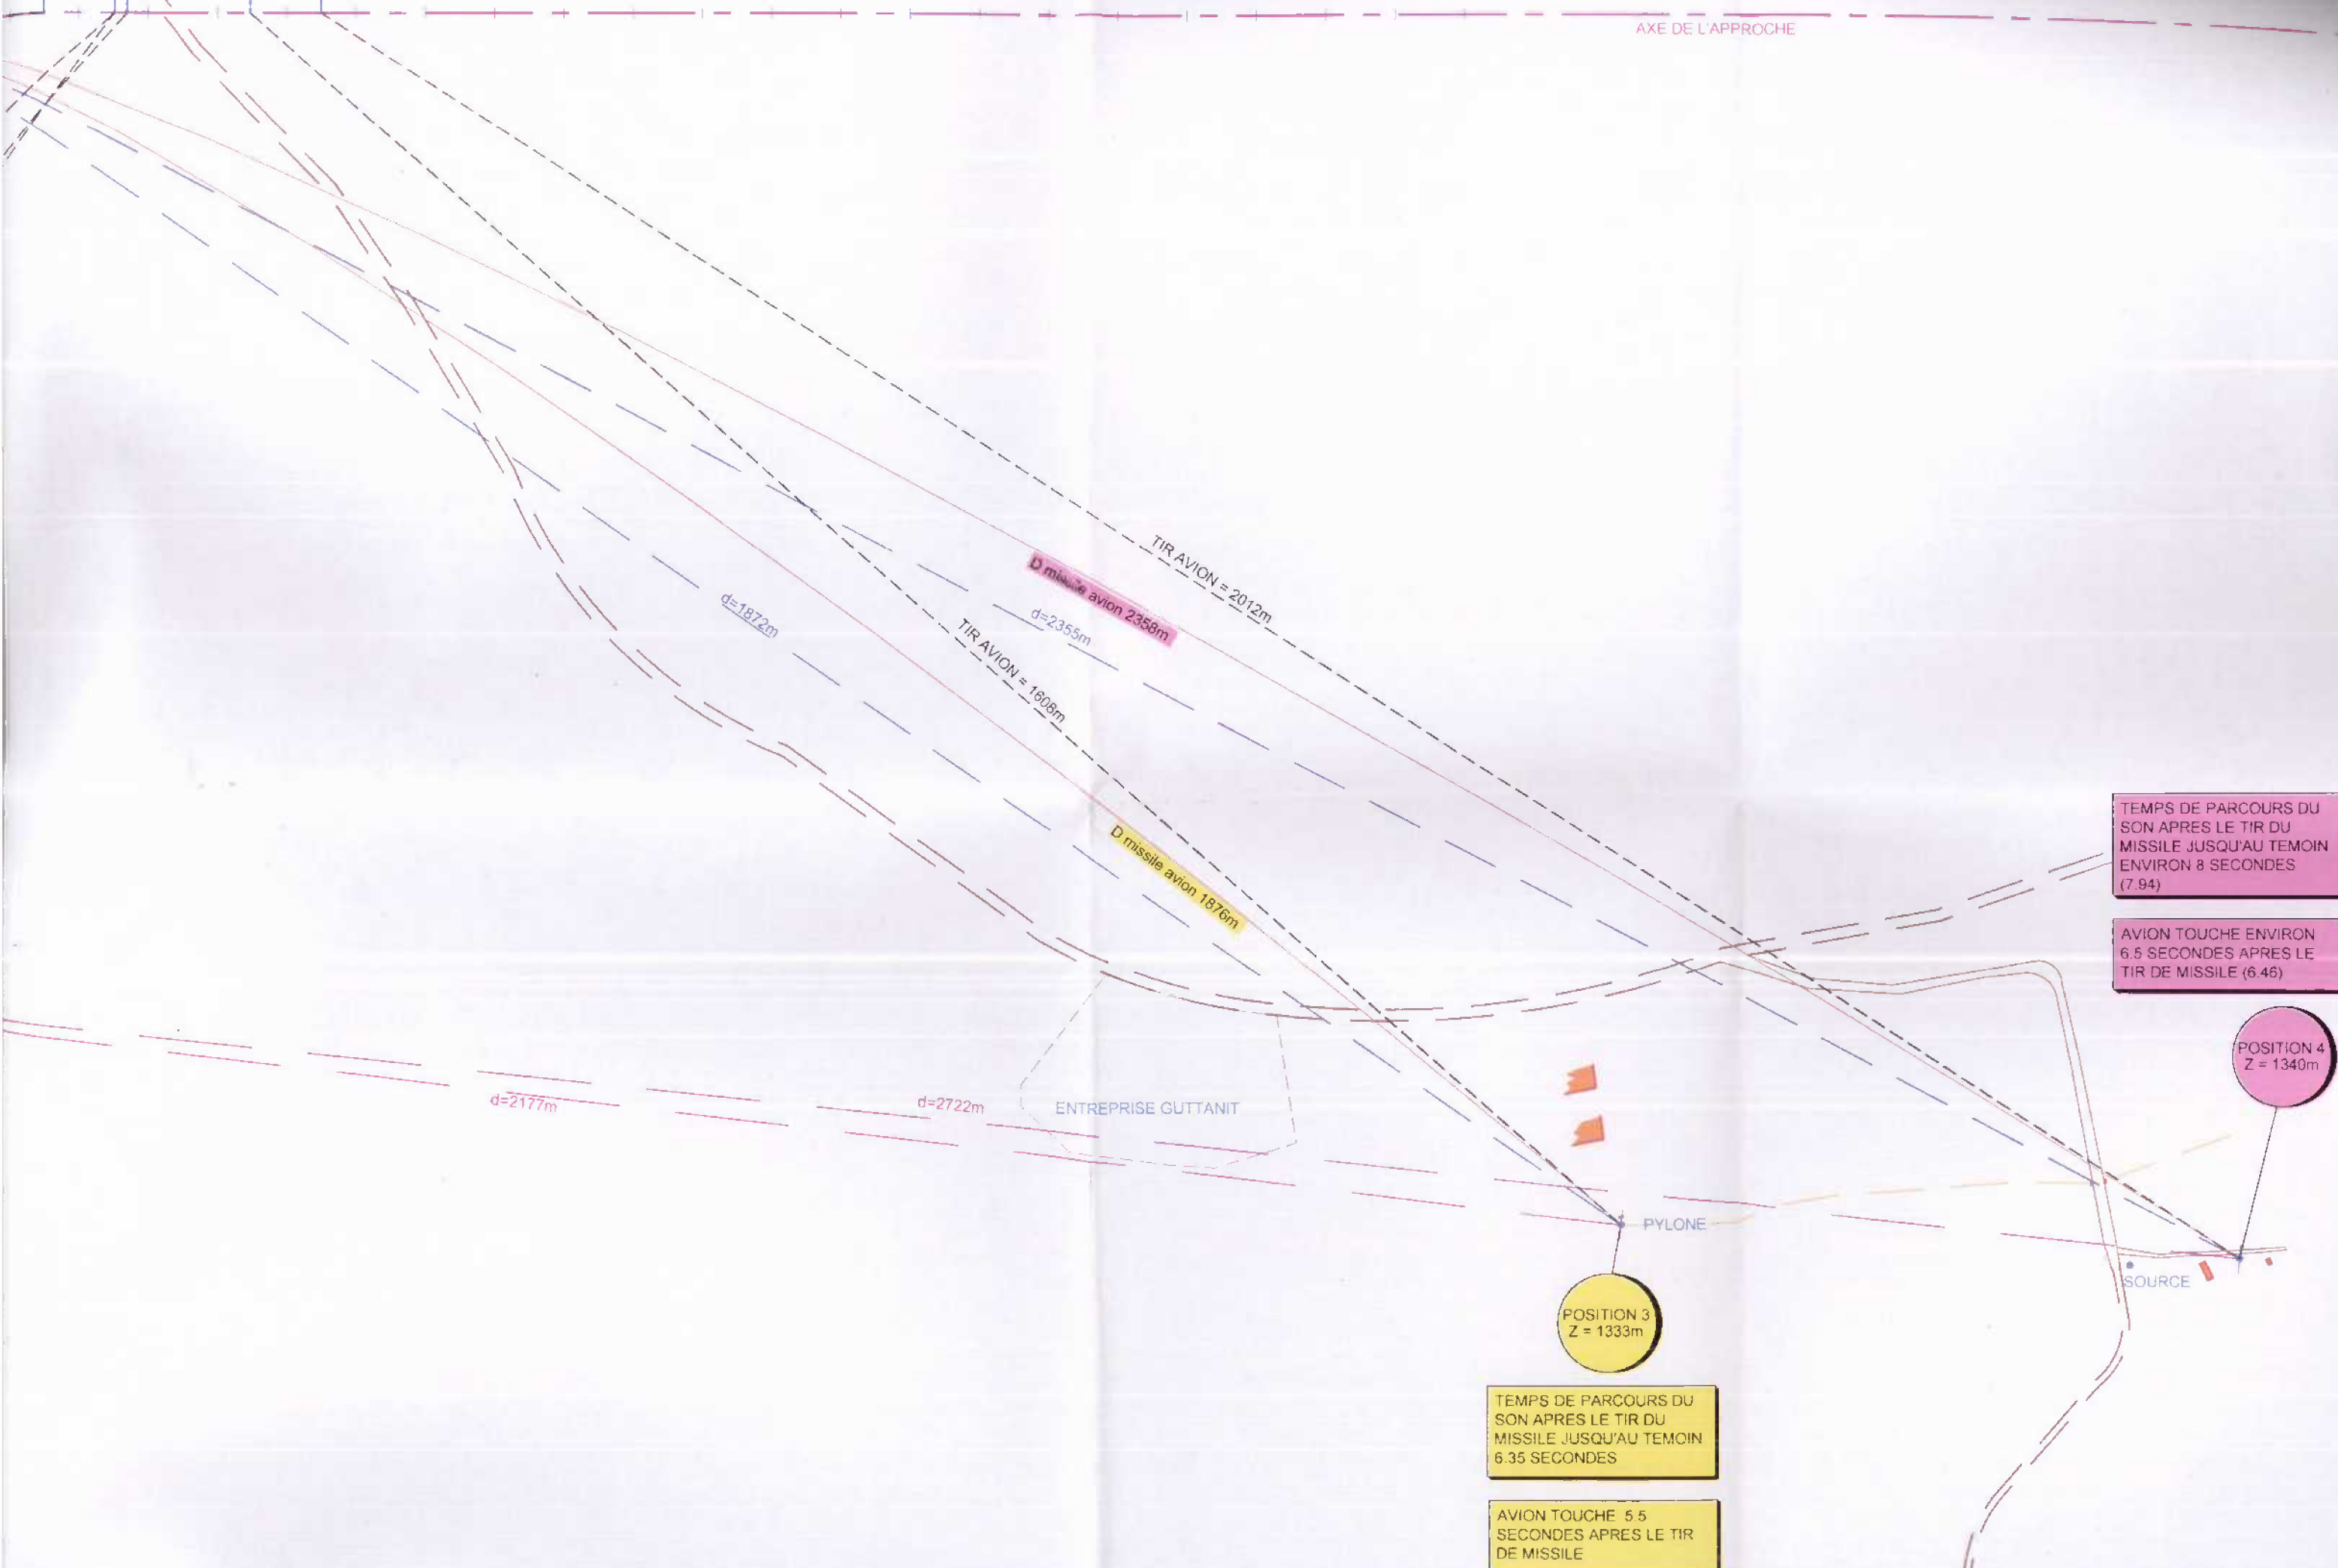 AXE DE L'APPROCHE
TIR AVION = 2012m
D missile avion 2358m
d=2355m
d=1872m
TIR AVION = 1608m
D missile avion 1876m
TEMPS DE PARCOURS DU
SON APRES LE TIR DU
MISSILE JUSQU'AU TEMOIN
ENVIRON 8 SECONDES
(7.94)
AVION TOUCHE ENVIRON
6.5 SECONDES APRES LE
TIR DE MISSILE (6.46)
POSITION 4
Z = 1340m
d=2177m
d=2722m
ENTREPRISE GUTTANIT
PYLONE
SOURCE
POSITION 3
Z = 1333m
TEMPS DE PARCOURS DU
SON APRES LE TIR DU
MISSILE JUSQU'AU TEMOIN
6.35 SECONDES
AVION TOUCHE 5.5
SECONDES APRES LE TIR
DE MISSILE